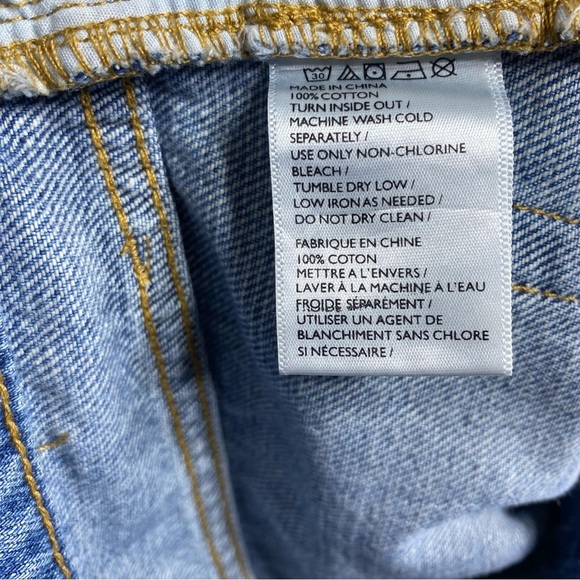 30
MADE IN CHINA
100% COTTON
TURN INSIDE OUT /
MACHINE WASH COLD
SEPARATELY /
USE ONLY NON-CHLORINE
BLEACH /
TUMBLE DRY LOW /
LOW IRON AS NEEDED /
DO NOT DRY CLEAN /
FABRIQUE EN CHINE
100% COTON
METTRE A L'ENVERS /
LAVER À LA MACHINE À L'EAU
FROIDE SÉPARÉMENT /
UTILISER UN AGENT DE
BLANCHIMENT SANS CHLORE
SI NÉCESSAIRE /